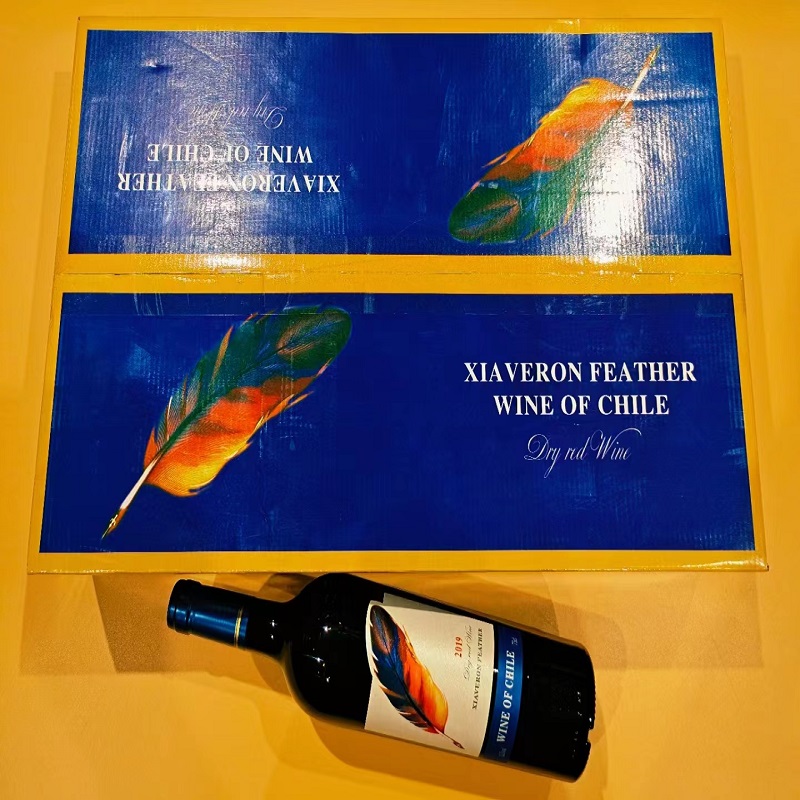 XIAVERON FEATHER
WINE OF CHILE
Dry red Wine
XIAVERON FEATHER
WINE OF CHILE
Dry red Wine
2019
Dry red Wine
XIAVERON FEATHER
WINE OF CHILE